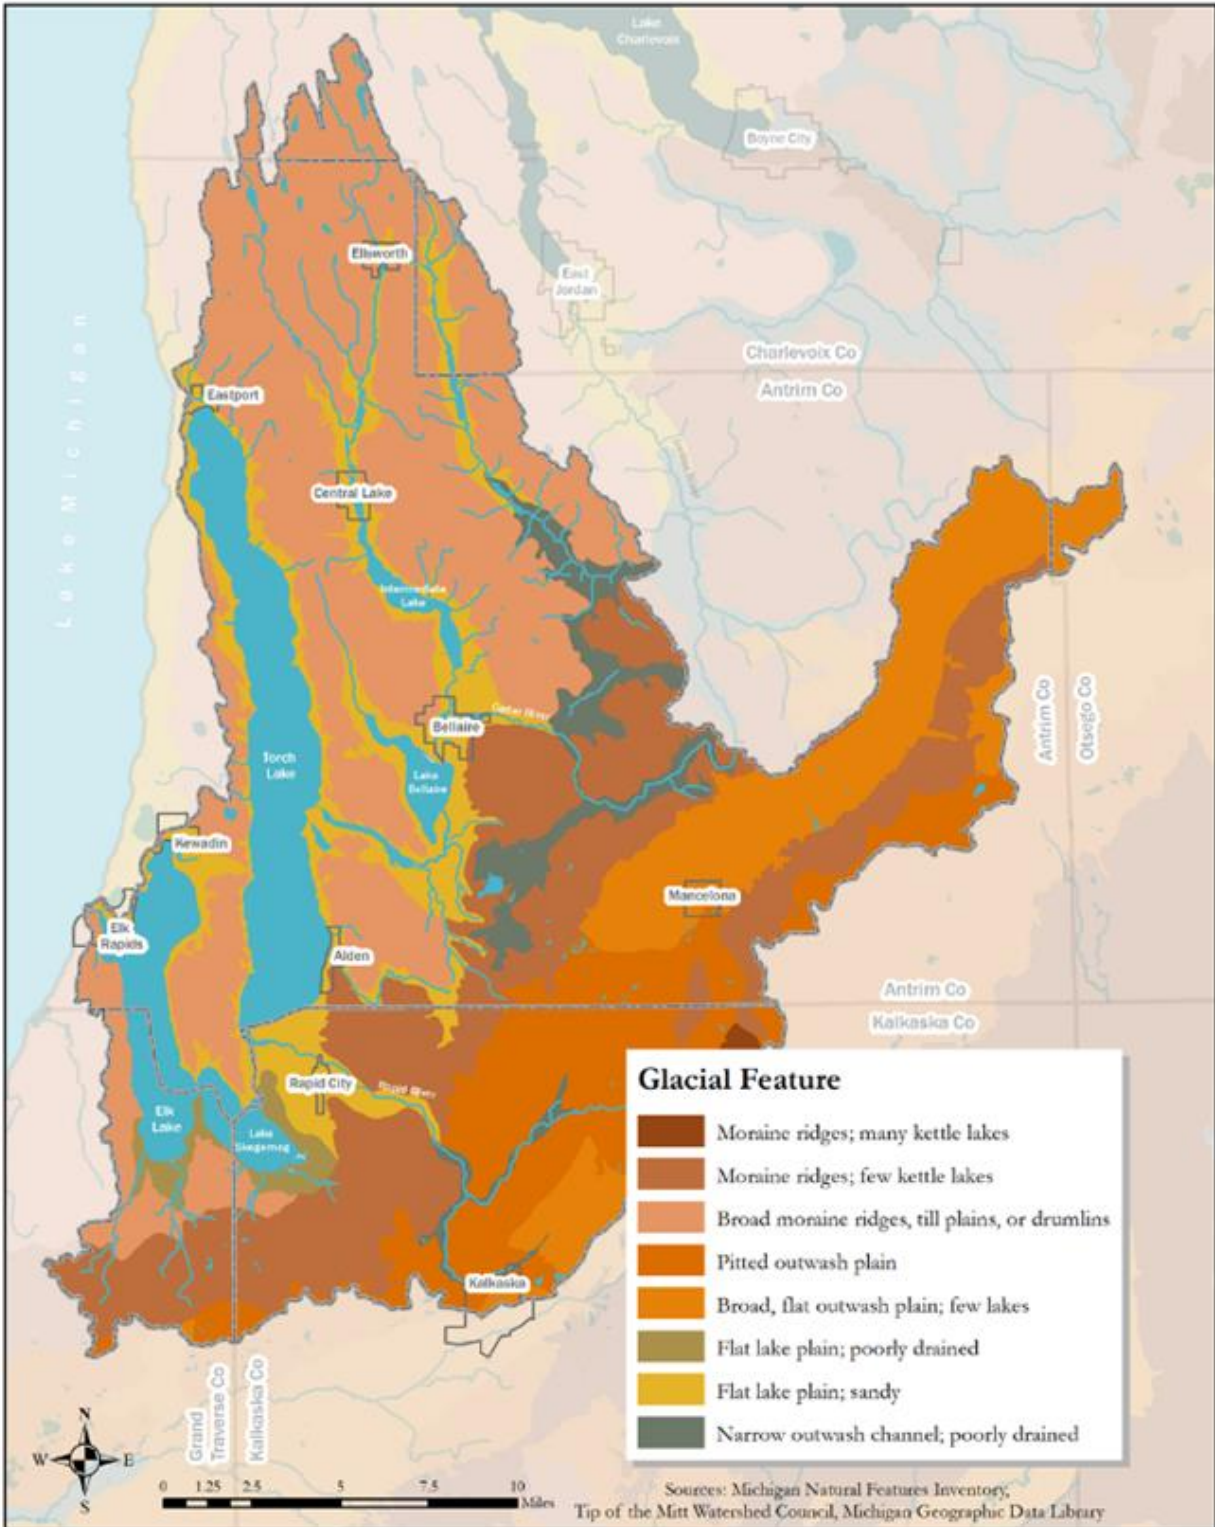 Lake
Charlevoix
Boyne City
Ellsworth
East
Jordan
Lake Michigan
Charlevoix Co
Antrim Co
Eastport
Central Lake
Intermediate
Lake
Cedar River
Bellaire
Antrim Co
Otsego Co
Torch
Lake
Lake
Bellaire
Kewadin
Mancelona
Elk
Rapids
Alden
Antrim Co
Kalkaska Co
Rapid City
Rapid River
Elk
Lake
Lake
Skegemog
Kalkaska
Glacial Feature
Moraine ridges; many kettle lakes
Moraine ridges; few kettle lakes
Broad moraine ridges, till plains, or drumlins
Pitted outwash plain
Broad, flat outwash plain; few lakes
Flat lake plain; poorly drained
Flat lake plain; sandy
Narrow outwash channel; poorly drained
Grand
Traverse Co
Kalkaska Co
N
W E
S
0 1.25 2.5 5 7.5 10
Miles
Sources: Michigan Natural Features Inventory,
Tip of the Mitt Watershed Council, Michigan Geographic Data Library